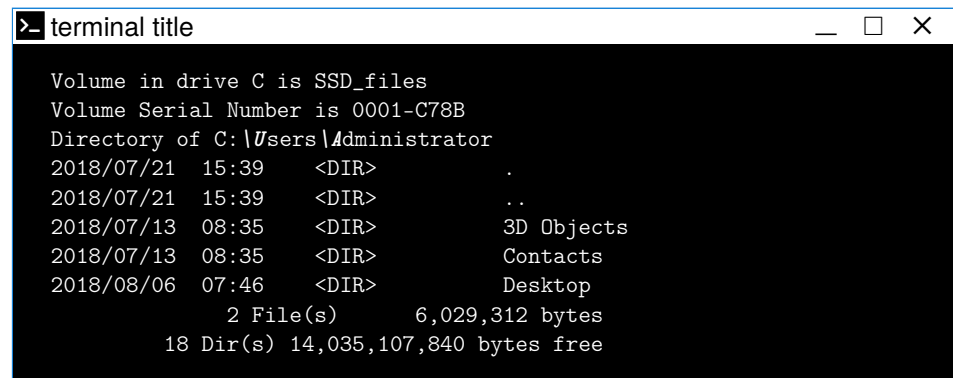 >_ terminal title
Volume in drive C is SSD_files
Volume Serial Number is 0001-C78B
Directory of C:\Users\Administrator
2018/07/21  15:39    <DIR>          .
2018/07/21  15:39    <DIR>          ..
2018/07/13  08:35    <DIR>          3D Objects
2018/07/13  08:35    <DIR>          Contacts
2018/08/06  07:46    <DIR>          Desktop
              2 File(s)      6,029,312 bytes
         18 Dir(s) 14,035,107,840 bytes free